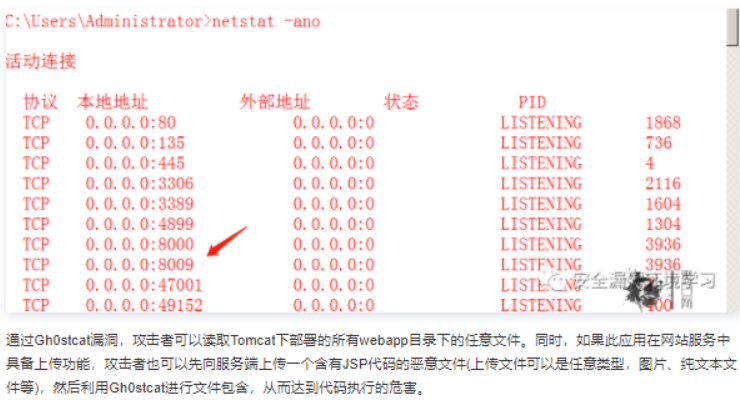 C:\Users\Administrator>netstat -ano
活动连接
协议 本地地址 外部地址 状态 PID
TCP 0.0.0.0:80 0.0.0.0:0 LISTENING 1868
TCP 0.0.0.0:135 0.0.0.0:0 LISTENING 736
TCP 0.0.0.0:445 0.0.0.0:0 LISTENING 4
TCP 0.0.0.0:3306 0.0.0.0:0 LISTENING 2116
TCP 0.0.0.0:3389 0.0.0.0:0 LISTENING 1604
TCP 0.0.0.0:4899 0.0.0.0:0 LISTENING 1304
TCP 0.0.0.0:8000 0.0.0.0:0 LISTENING 3936
TCP 0.0.0.0:8009 0.0.0.0:0 LISTENING 3936
TCP 0.0.0.0:47001 0.0.0.0:0 LISTENING
TCP 0.0.0.0:49152 0.0.0.0:0 LISTENING 400
安全漏 环境学习
网
通过Gh0stcat漏洞，攻击者可以读取Tomcat下部署的所有webapp目录下的任意文件。同时，如果此应用在网站服务中
具备上传功能，攻击者也可以先向服务端上传一个含有JSP代码的恶意文件(上传文件可以是任意类型，图片、纯文本文
件等)，然后利用Gh0stcat进行文件包含，从而达到代码执行的危害。